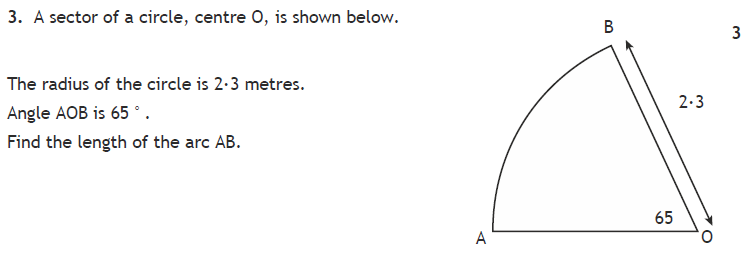 3. A sector of a circle, centre O, is shown below.
3
The radius of the circle is 2·3 metres.
Angle AOB is 65 °.
Find the length of the arc AB.
B
2·3
65
A
O